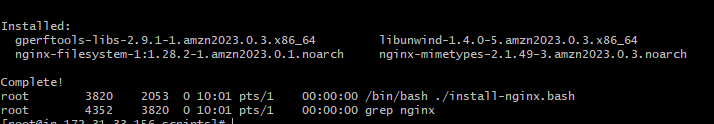 Installed:
  gperftools-libs-2.9.1-1.amzn2023.0.3.x86_64          libunwind-1.4.0-5.amzn2023.0.3.x86_64
  nginx-filesystem-1:1.28.2-1.amzn2023.0.1.noarch      nginx-mimetypes-2.1.49-3.amzn2023.0.3.noarch
Complete!
root        3820    2053  0 10:01 pts/1    00:00:00 /bin/bash ./install-nginx.bash
root        4352    3820  0 10:01 pts/1    00:00:00 grep nginx
[root@ip-172-31-33-156 scripts]#